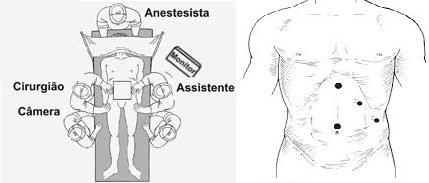 Anestesista
Monitor
Cirurgião
Assistente
Câmera